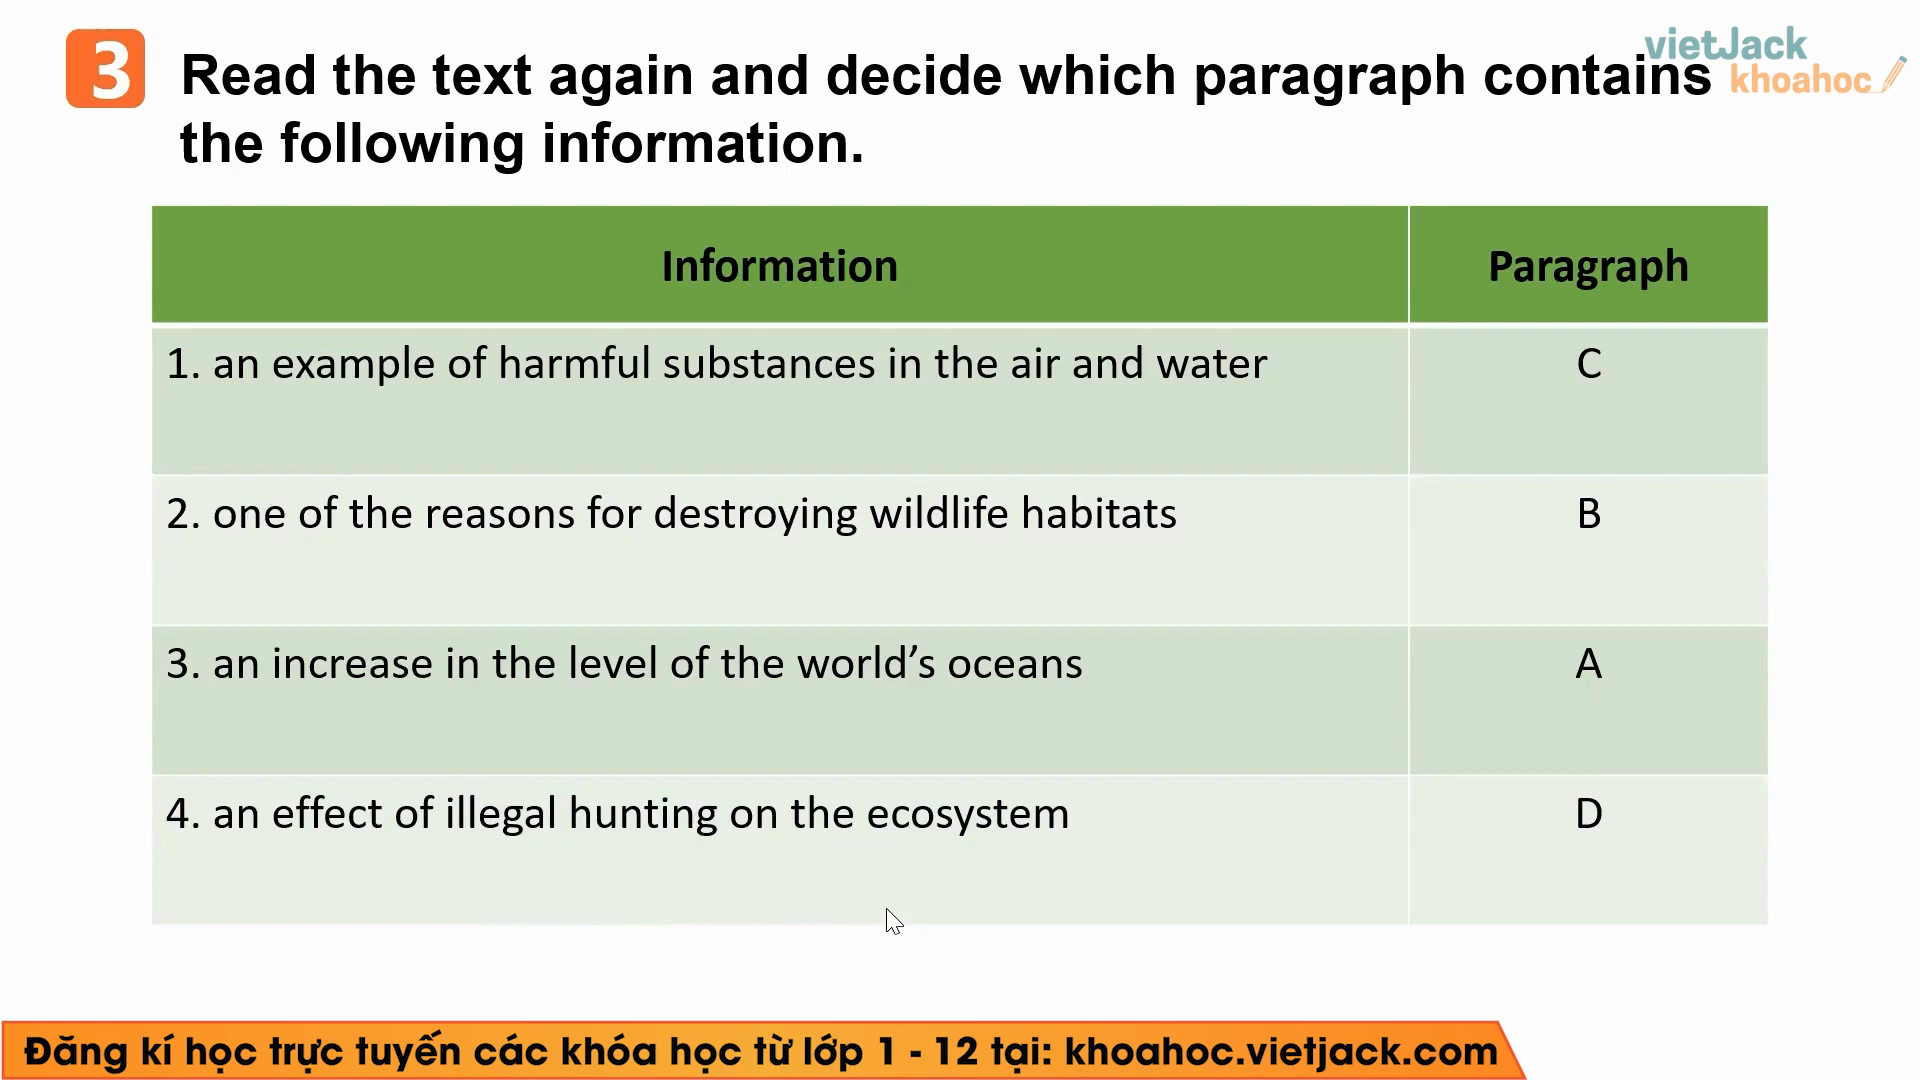 3
Read the text again and decide which paragraph contains
the following information.
vietJack
khoahoc
Information Paragraph
1. an example of harmful substances in the air and water C
2. one of the reasons for destroying wildlife habitats B
3. an increase in the level of the world’s oceans A
4. an effect of illegal hunting on the ecosystem D
Đăng kí học trực tuyến các khóa học từ lớp 1 - 12 tại: khoahoc.vietjack.com